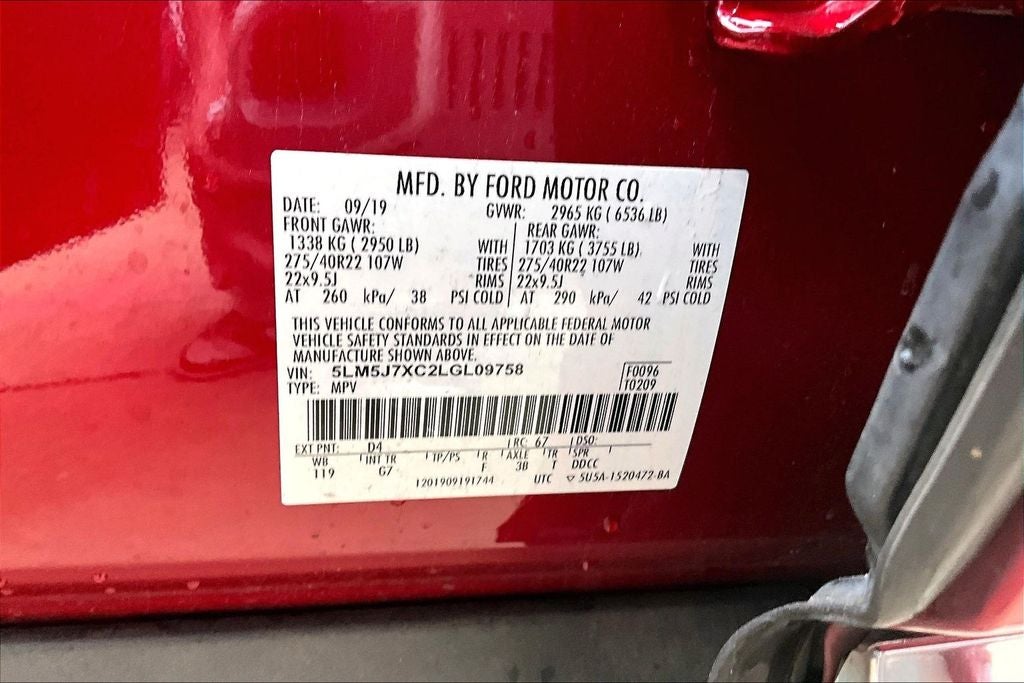 MFD. BY FORD MOTOR CO.
DATE: 09/19 GVWR: 2965 KG ( 6536 LB)
FRONT GAWR: REAR GAWR:
1338 KG ( 2950 LB) WITH 1703 KG ( 3755 LB) WITH
275/40R22 107W TIRES 275/40R22 107W TIRES
22x9.5J RIMS 22x9.5J RIMS
AT 260 kPa/ 38 PSI COLD AT 290 kPa/ 42 PSI COLD
THIS VEHICLE CONFORMS TO ALL APPLICABLE FEDERAL MOTOR
VEHICLE SAFETY STANDARDS IN EFFECT ON THE DATE OF
MANUFACTURE SHOWN ABOVE.
VIN: 5LM5J7XC2LGL09758 F0096
TYPE: MPV T0209
EXT PNT: D4 RC: 67 DSO:
WB INT TR TP/PS R AXLE TR SPR
119 G7 F 3B T DDCC
1201909191744 UTC ▽ 5U5A-1520472-BA